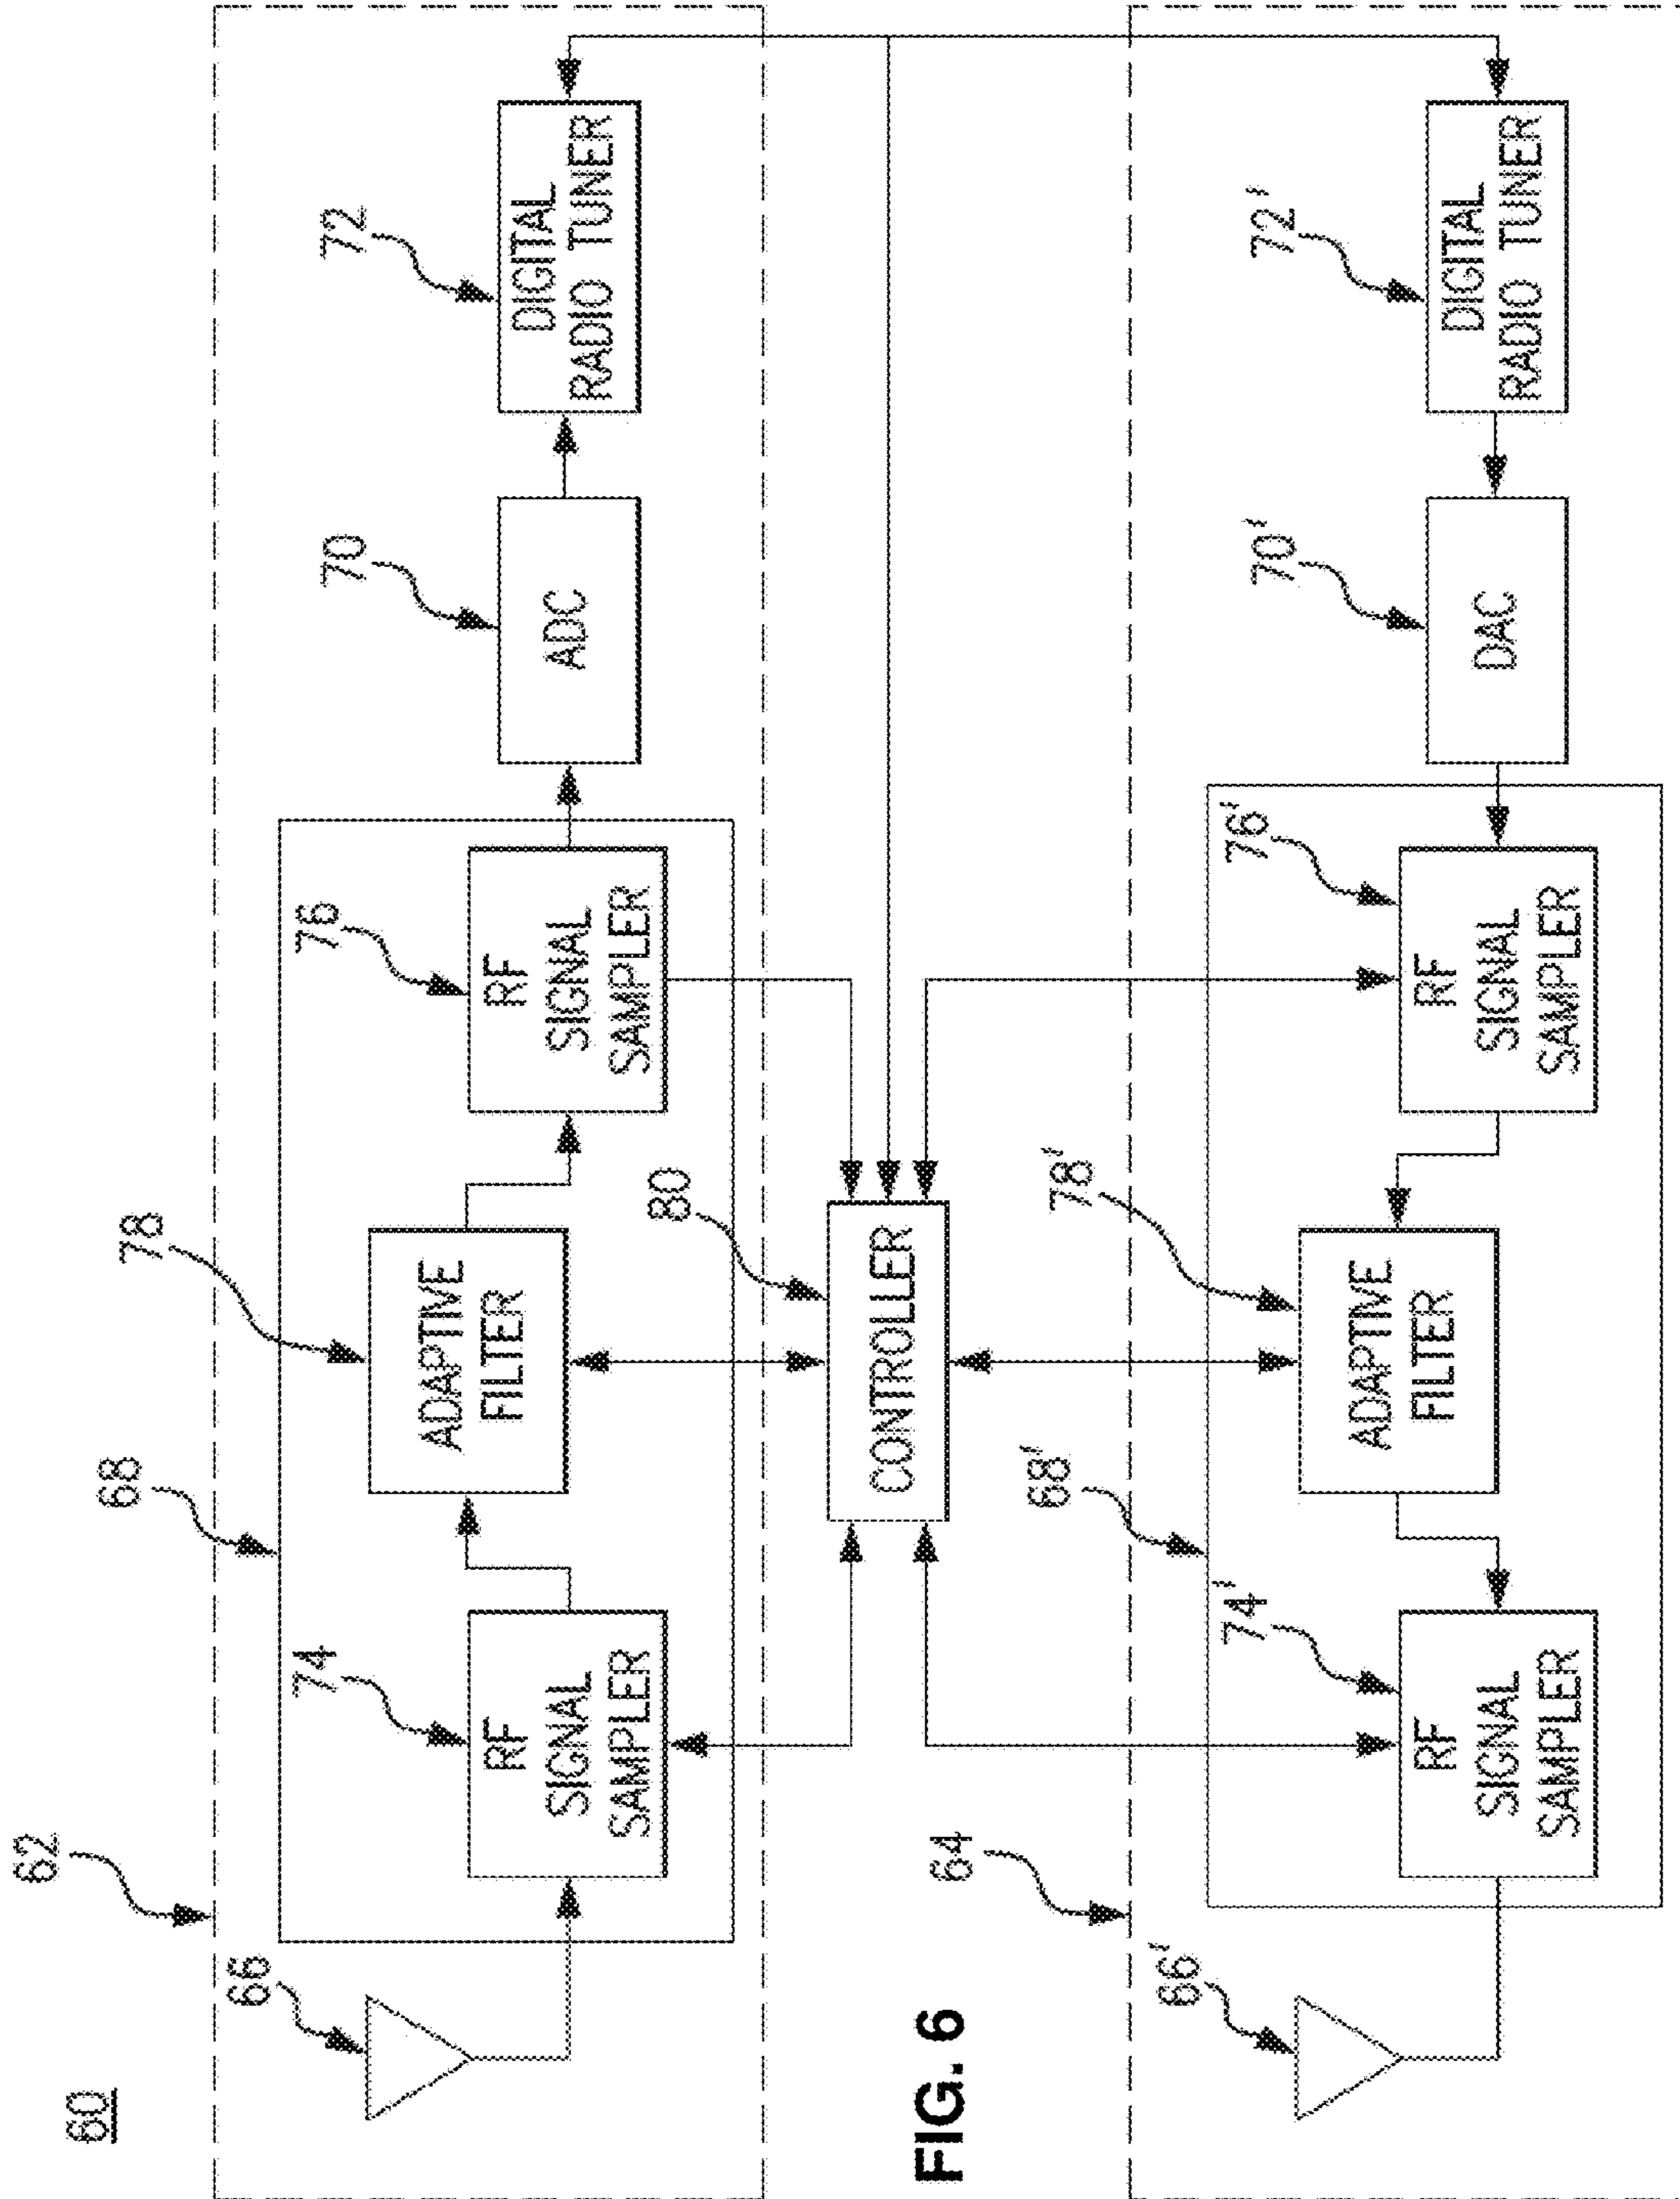 60
62
66
68
74
RF
SIGNAL
SAMPLER
78
ADAPTIVE
FILTER
76
RF
SIGNAL
SAMPLER
70
ADC
72
DIGITAL
RADIO TUNER
80
CONTROLLER
FIG. 6
64
66'
68'
74'
RF
SIGNAL
SAMPLER
78'
ADAPTIVE
FILTER
76'
RF
SIGNAL
SAMPLER
70'
DAC
72'
DIGITAL
RADIO TUNER